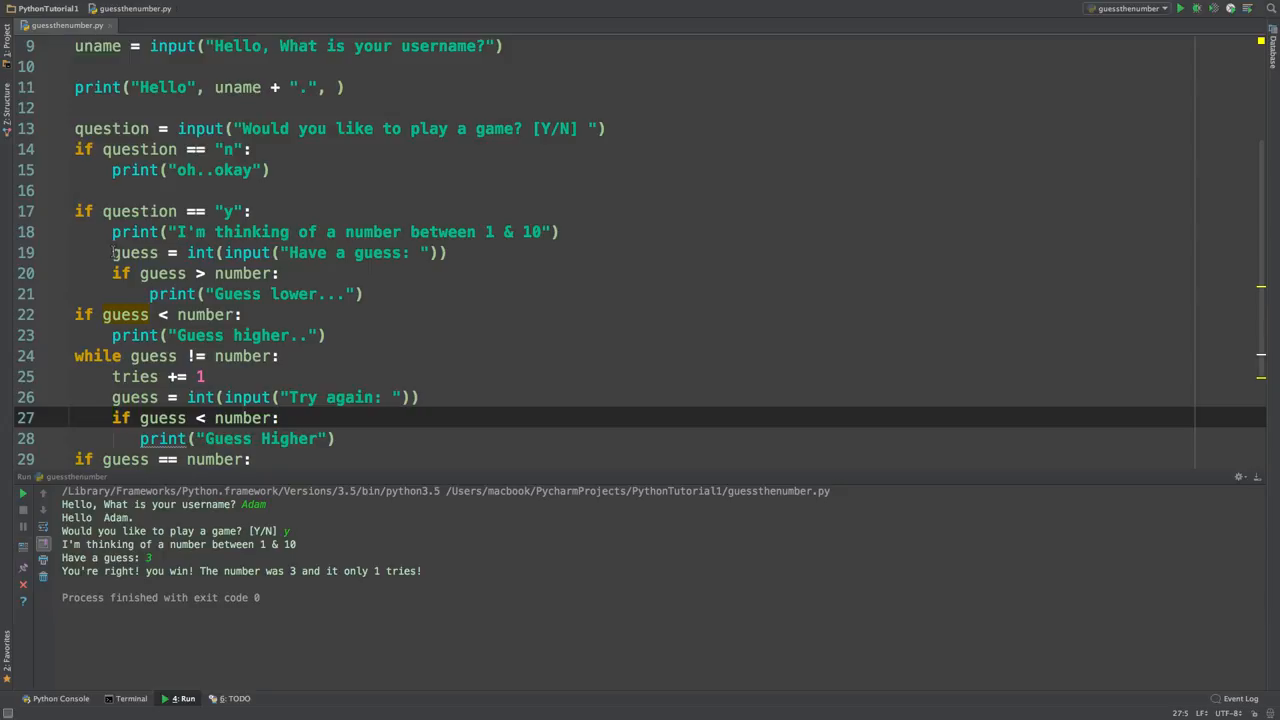 PythonTutorial1 guessthenumber.py
guessthenumber
guessthenumber.py
1: Project
Z: Structure
Database
9 uname = input("Hello, What is your username?")
10
11 print("Hello", uname + ".", )
12
13 question = input("Would you like to play a game? [Y/N] ")
14 if question == "n":
15 print("oh..okay")
16
17 if question == "y":
18 print("I'm thinking of a number between 1 & 10")
19 guess = int(input("Have a guess: "))
20 if guess > number:
21 print("Guess lower...")
22 if guess < number:
23 print("Guess higher..")
24 while guess != number:
25 tries += 1
26 guess = int(input("Try again: "))
27 if guess < number:
28 print("Guess Higher")
29 if guess == number:
Run guessthenumber
/Library/Frameworks/Python.framework/Versions/3.5/bin/python3.5 /Users/macbook/PycharmProjects/PythonTutorial1/guessthenumber.py
Hello, What is your username? Adam
Hello  Adam.
Would you like to play a game? [Y/N] y
I'm thinking of a number between 1 & 10
Have a guess: 3
You're right! you win! The number was 3 and it only 1 tries!
Process finished with exit code 0
2: Favorites
Python Console Terminal 4: Run 6: TODO Event Log
27:5 LF÷ UTF-8÷